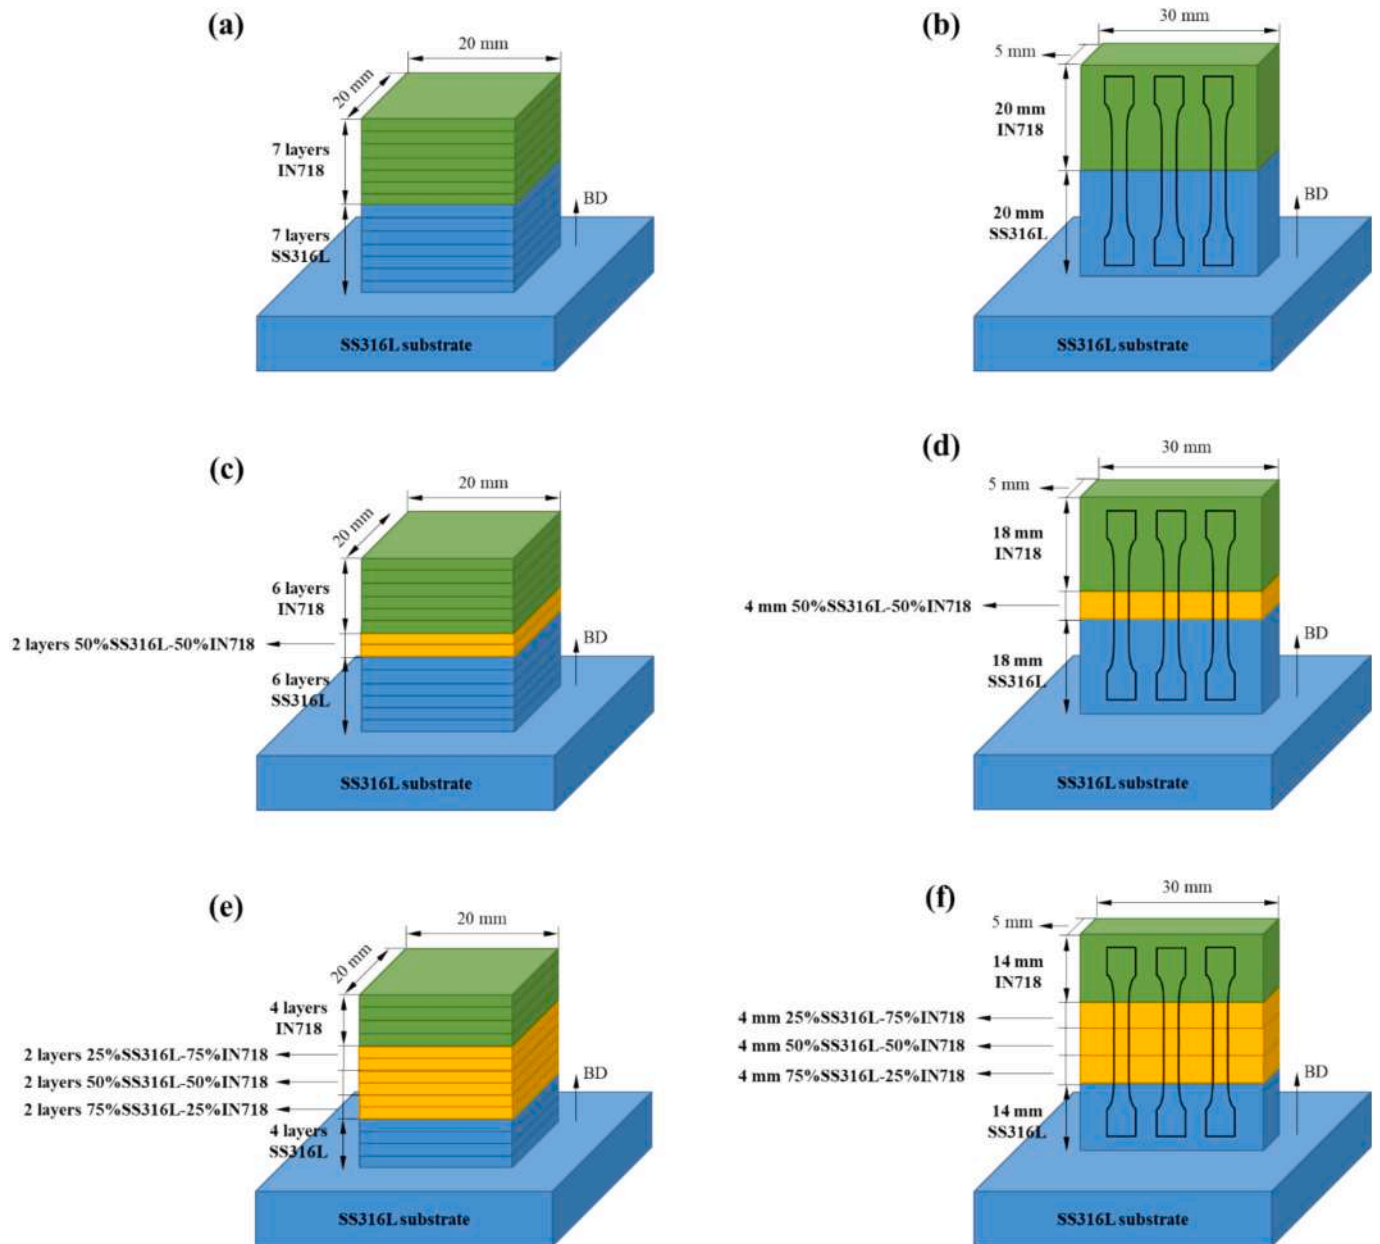 (a)
20 mm
20 mm
7 layers
IN718
7 layers
SS316L
BD
SS316L substrate
(b)
30 mm
5 mm
20 mm
IN718
20 mm
SS316L
BD
SS316L substrate
(c)
20 mm
20 mm
6 layers
IN718
2 layers 50%SS316L-50%IN718
6 layers
SS316L
BD
SS316L substrate
(d)
30 mm
5 mm
18 mm
IN718
4 mm 50%SS316L-50%IN718
18 mm
SS316L
BD
SS316L substrate
(e)
20 mm
20 mm
4 layers
IN718
2 layers 25%SS316L-75%IN718
2 layers 50%SS316L-50%IN718
2 layers 75%SS316L-25%IN718
4 layers
SS316L
BD
SS316L substrate
(f)
30 mm
5 mm
14 mm
IN718
4 mm 25%SS316L-75%IN718
4 mm 50%SS316L-50%IN718
4 mm 75%SS316L-25%IN718
14 mm
SS316L
BD
SS316L substrate